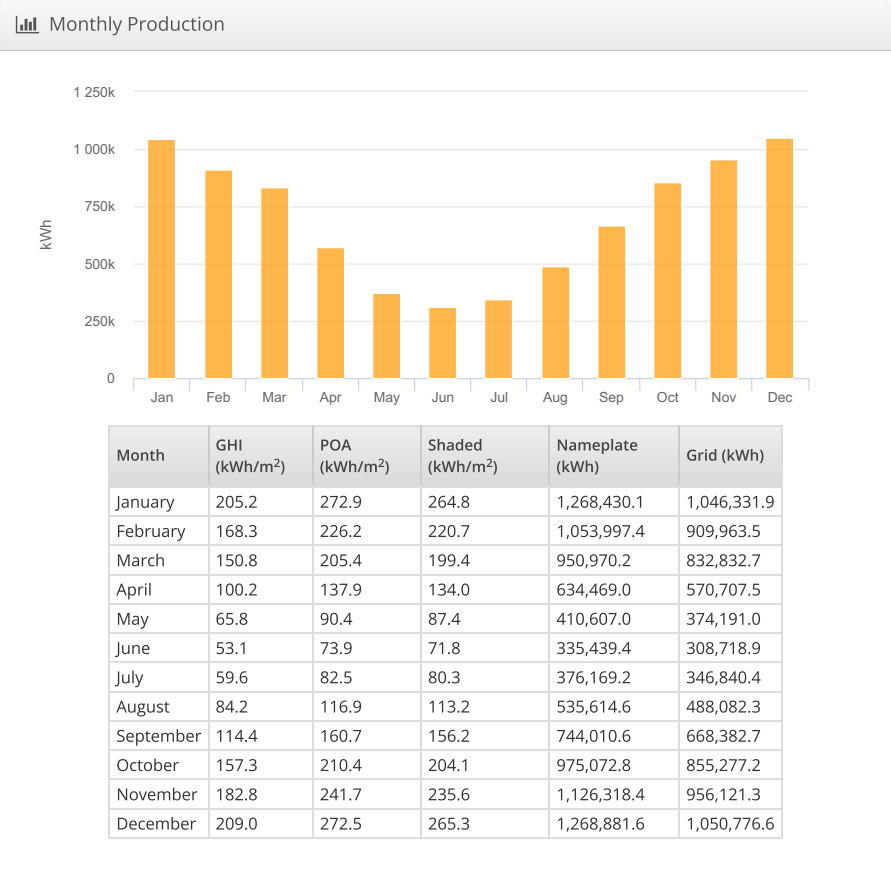 Monthly Production
1 250k
1 000k
750k
500k
250k
0
kWh
Jan Feb Mar Apr May Jun Jul Aug Sep Oct Nov Dec
Month GHI (kWh/m²) POA (kWh/m²) Shaded (kWh/m²) Nameplate (kWh) Grid (kWh)
January 205.2 272.9 264.8 1,268,430.1 1,046,331.9
February 168.3 226.2 220.7 1,053,997.4 909,963.5
March 150.8 205.4 199.4 950,970.2 832,832.7
April 100.2 137.9 134.0 634,469.0 570,707.5
May 65.8 90.4 87.4 410,607.0 374,191.0
June 53.1 73.9 71.8 335,439.4 308,718.9
July 59.6 82.5 80.3 376,169.2 346,840.4
August 84.2 116.9 113.2 535,614.6 488,082.3
September 114.4 160.7 156.2 744,010.6 668,382.7
October 157.3 210.4 204.1 975,072.8 855,277.2
November 182.8 241.7 235.6 1,126,318.4 956,121.3
December 209.0 272.5 265.3 1,268,881.6 1,050,776.6